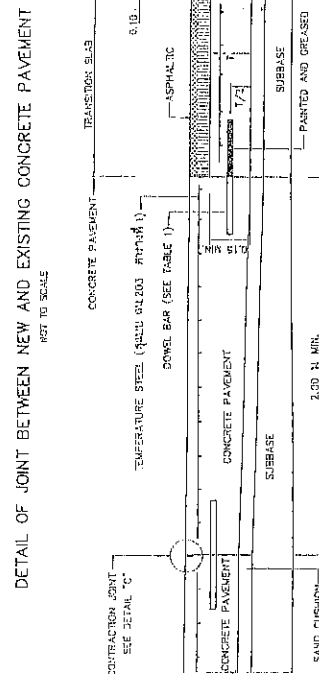 DETAIL OF JOINT BETWEEN NEW AND EXISTING CONCRETE PAVEMENT
NOT TO SCALE
CONTRACTION JOINT
SEE DETAIL "C"
CONCRETE PAVEMENT
TRANSITION SLAB
0.10
TEMPERATURE STEEL
DOWEL BAR (SEE TABLE 1)
ASPHALTIC
CONCRETE PAVEMENT
CONCRETE PAVEMENT
0.15 MIN.
T
T/2
SUBBASE
SUBBASE
SAND CUSHION
2.00 M MIN.
PAINTED AND GREASED